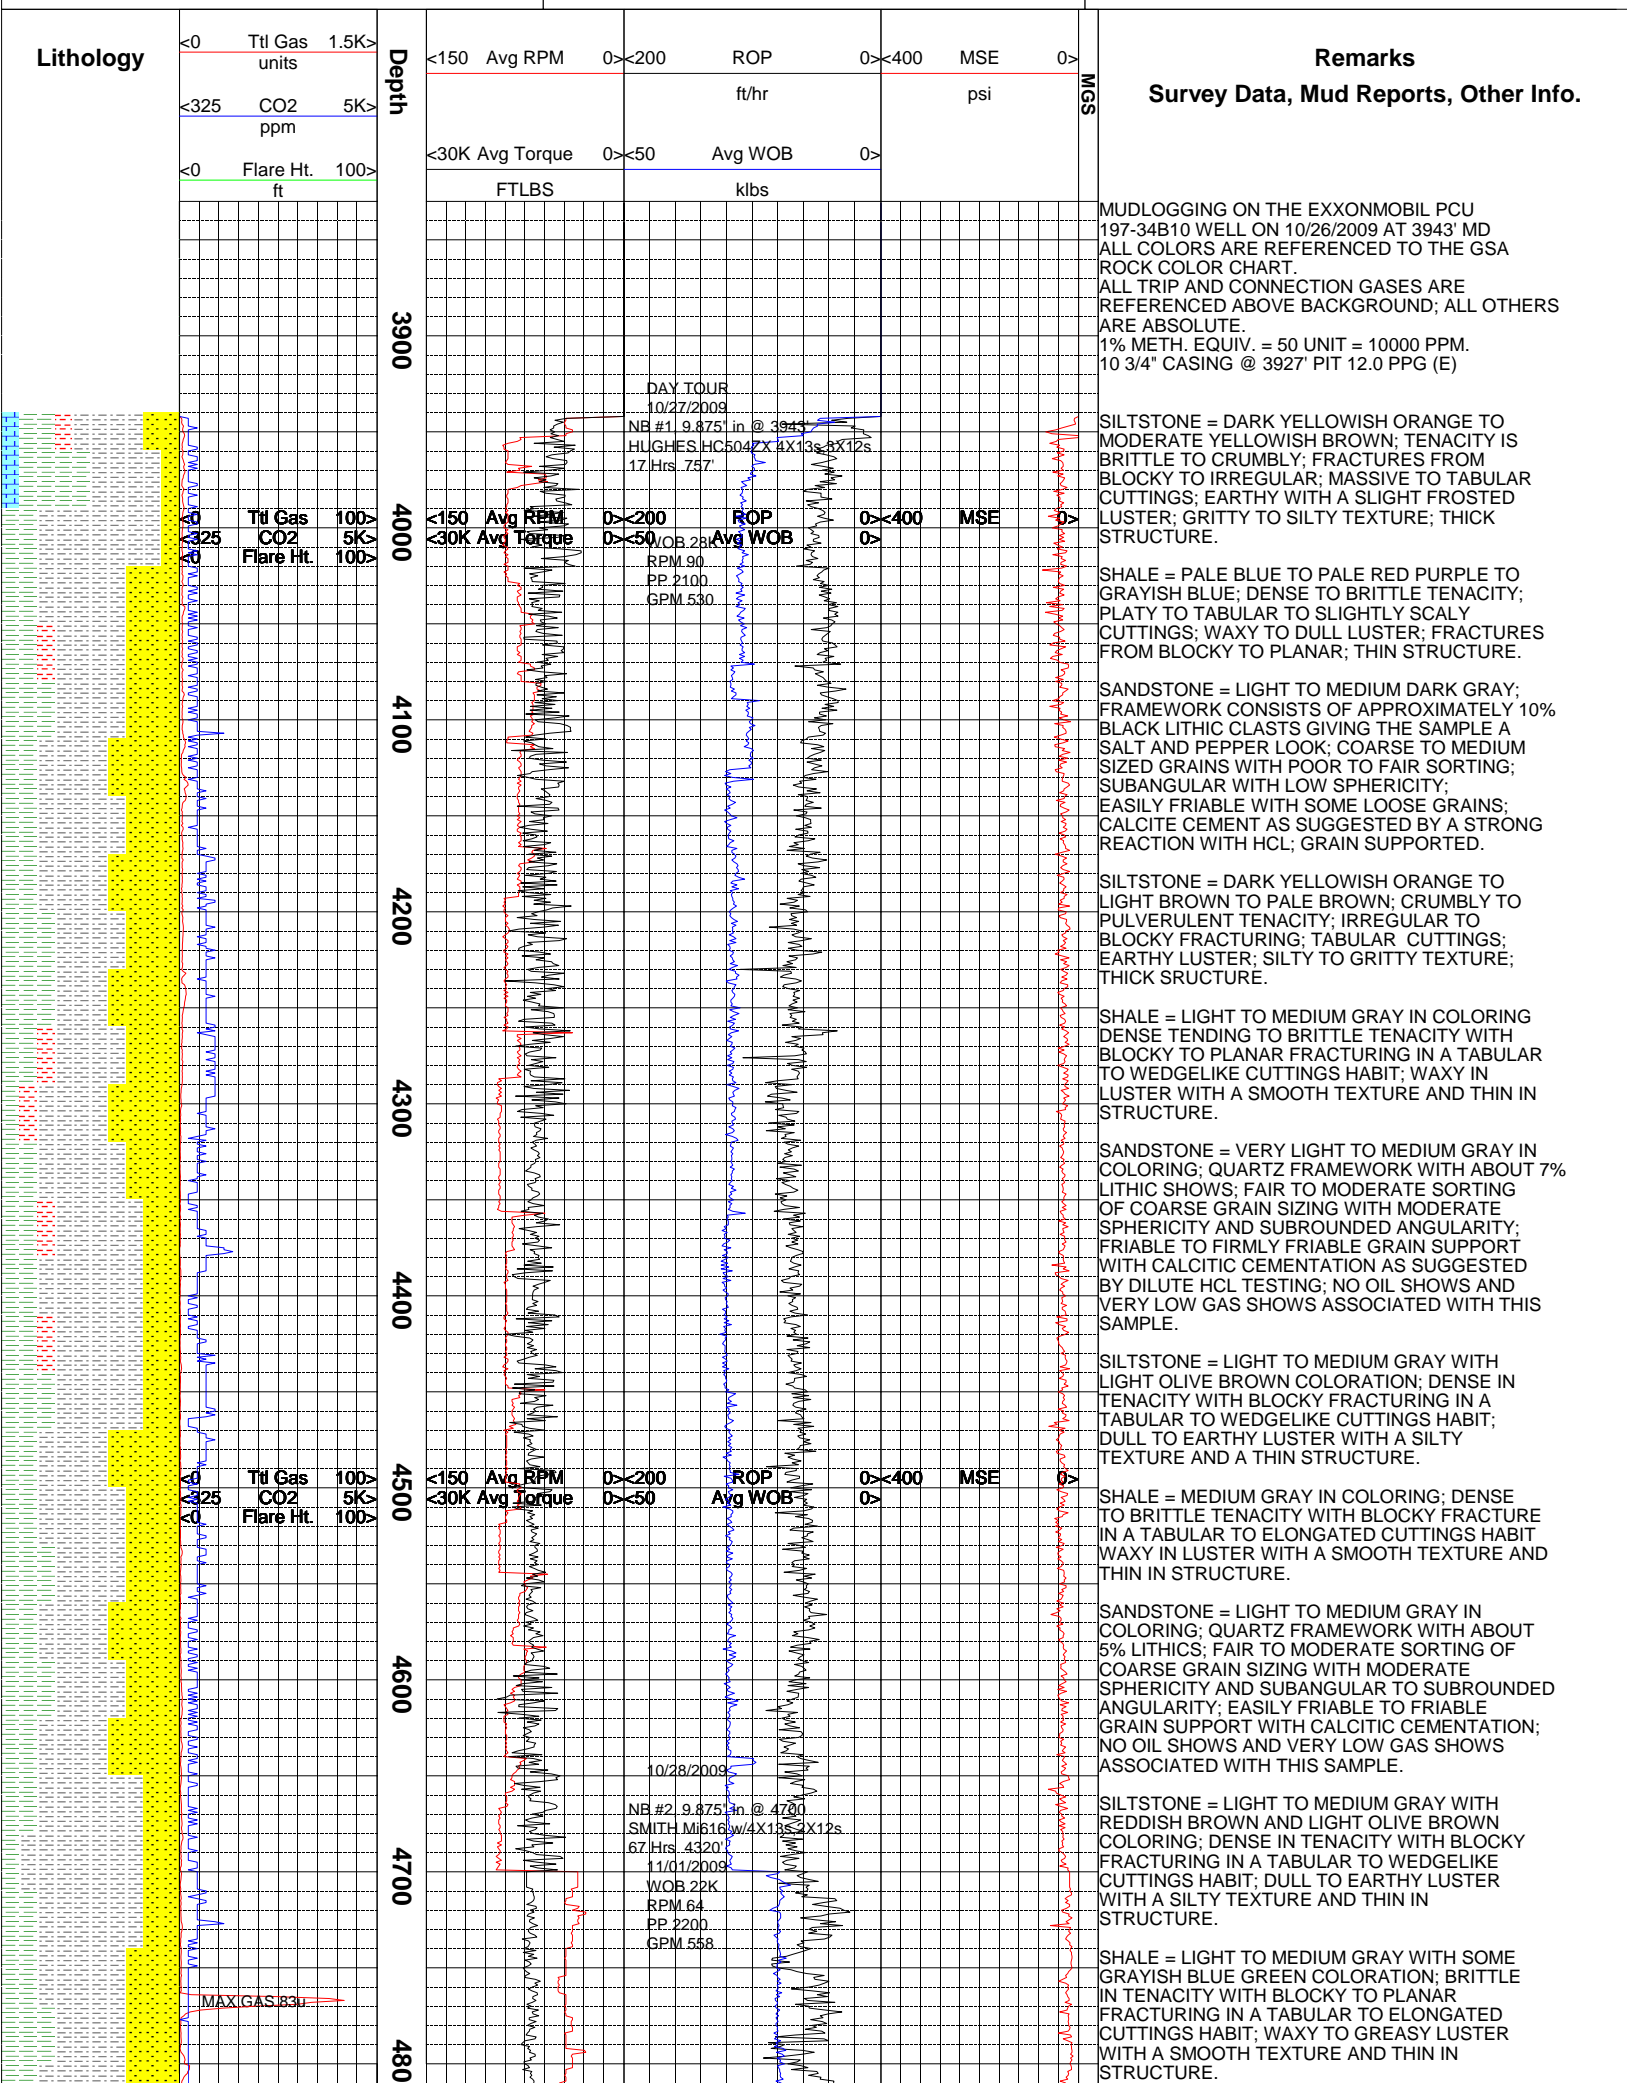 Lithology
<0 Ttl Gas 1.5K>
units
<325 CO2 5K>
ppm
<0 Flare Ht. 100>
ft
Depth
<150 Avg RPM 0>
<30K Avg Torque 0>
FTLBS
<200 ROP 0>
ft/hr
<50 Avg WOB 0>
klbs
<400 MSE 0>
psi
MGS
Remarks
Survey Data, Mud Reports, Other Info.
MUDLOGGING ON THE EXXONMOBIL PCU
197-34B10 WELL ON 10/26/2009 AT 3943' MD
ALL COLORS ARE REFERENCED TO THE GSA
ROCK COLOR CHART.
ALL TRIP AND CONNECTION GASES ARE
REFERENCED ABOVE BACKGROUND; ALL OTHERS
ARE ABSOLUTE.
1% METH. EQUIV. = 50 UNIT = 10000 PPM.
10 3/4" CASING @ 3927' PIT 12.0 PPG (E)
3900
DAY TOUR
10/27/2009
NB #1, 9.875" in @ 3943'
HUGHES HC504ZX 4X13s,3X12s
17 Hrs, 757'
SILTSTONE = DARK YELLOWISH ORANGE TO
MODERATE YELLOWISH BROWN; TENACITY IS
BRITTLE TO CRUMBLY; FRACTURES FROM
BLOCKY TO IRREGULAR; MASSIVE TO TABULAR
CUTTINGS; EARTHY WITH A SLIGHT FROSTED
LUSTER; GRITTY TO SILTY TEXTURE; THICK
STRUCTURE.
<0 Ttl Gas 100>
<325 CO2 5K>
<0 Flare Ht. 100>
4000
<150 Avg RPM 0>
<30K Avg Torque 0>
<200 ROP 0>
<50 Avg WOB 0>
<400 MSE 0>
WOB 28K
RPM 90
PP 2100
GPM 530
SHALE = PALE BLUE TO PALE RED PURPLE TO
GRAYISH BLUE; DENSE TO BRITTLE TENACITY;
PLATY TO TABULAR TO SLIGHTLY SCALY
CUTTINGS; WAXY TO DULL LUSTER; FRACTURES
FROM BLOCKY TO PLANAR; THIN STRUCTURE.
SANDSTONE = LIGHT TO MEDIUM DARK GRAY;
FRAMEWORK CONSISTS OF APPROXIMATELY 10%
BLACK LITHIC CLASTS GIVING THE SAMPLE A
SALT AND PEPPER LOOK; COARSE TO MEDIUM
SIZED GRAINS WITH POOR TO FAIR SORTING;
SUBANGULAR WITH LOW SPHERICITY;
EASILY FRIABLE WITH SOME LOOSE GRAINS;
CALCITE CEMENT AS SUGGESTED BY A STRONG
REACTION WITH HCL; GRAIN SUPPORTED.
4100
SILTSTONE = DARK YELLOWISH ORANGE TO
LIGHT BROWN TO PALE BROWN; CRUMBLY TO
PULVERULENT TENACITY; IRREGULAR TO
BLOCKY FRACTURING; TABULAR  CUTTINGS;
EARTHY LUSTER; SILTY TO GRITTY TEXTURE;
THICK SRUCTURE.
4200
SHALE = LIGHT TO MEDIUM GRAY IN COLORING
DENSE TENDING TO BRITTLE TENACITY WITH
BLOCKY TO PLANAR FRACTURING IN A TABULAR
TO WEDGELIKE CUTTINGS HABIT; WAXY IN
LUSTER WITH A SMOOTH TEXTURE AND THIN IN
STRUCTURE.
4300
SANDSTONE = VERY LIGHT TO MEDIUM GRAY IN
COLORING; QUARTZ FRAMEWORK WITH ABOUT 7%
LITHIC SHOWS; FAIR TO MODERATE SORTING
OF COARSE GRAIN SIZING WITH MODERATE
SPHERICITY AND SUBROUNDED ANGULARITY;
FRIABLE TO FIRMLY FRIABLE GRAIN SUPPORT
WITH CALCITIC CEMENTATION AS SUGGESTED
BY DILUTE HCL TESTING; NO OIL SHOWS AND
VERY LOW GAS SHOWS ASSOCIATED WITH THIS
SAMPLE.
4400
SILTSTONE = LIGHT TO MEDIUM GRAY WITH
LIGHT OLIVE BROWN COLORATION; DENSE IN
TENACITY WITH BLOCKY FRACTURING IN A
TABULAR TO WEDGELIKE CUTTINGS HABIT;
DULL TO EARTHY LUSTER WITH A SILTY
TEXTURE AND A THIN STRUCTURE.
<0 Ttl Gas 100>
<325 CO2 5K>
<0 Flare Ht. 100>
4500
<150 Avg RPM 0>
<30K Avg Torque 0>
<200 ROP 0>
<50 Avg WOB 0>
<400 MSE 0>
SHALE = MEDIUM GRAY IN COLORING; DENSE
TO BRITTLE TENACITY WITH BLOCKY FRACTURE
IN A TABULAR TO ELONGATED CUTTINGS HABIT
WAXY IN LUSTER WITH A SMOOTH TEXTURE AND
THIN IN STRUCTURE.
4600
SANDSTONE = LIGHT TO MEDIUM GRAY IN
COLORING; QUARTZ FRAMEWORK WITH ABOUT
5% LITHICS; FAIR TO MODERATE SORTING OF
COARSE GRAIN SIZING WITH MODERATE
SPHERICITY AND SUBANGULAR TO SUBROUNDED
ANGULARITY; EASILY FRIABLE TO FRIABLE
GRAIN SUPPORT WITH CALCITIC CEMENTATION;
NO OIL SHOWS AND VERY LOW GAS SHOWS
ASSOCIATED WITH THIS SAMPLE.
10/28/2009
NB #2, 9.875" in @ 4700
SMITH Mi616 w/4X13s,2X12s
67 Hrs, 4320'
11/01/2009
WOB 22K
RPM 64
PP 2200
GPM 558
4700
SILTSTONE = LIGHT TO MEDIUM GRAY WITH
REDDISH BROWN AND LIGHT OLIVE BROWN
COLORING; DENSE IN TENACITY WITH BLOCKY
FRACTURING IN A TABULAR TO WEDGELIKE
CUTTINGS HABIT; DULL TO EARTHY LUSTER
WITH A SILTY TEXTURE AND THIN IN
STRUCTURE.
MAX GAS 83u
480
SHALE = LIGHT TO MEDIUM GRAY WITH SOME
GRAYISH BLUE GREEN COLORATION; BRITTLE
IN TENACITY WITH BLOCKY TO PLANAR
FRACTURING IN A TABULAR TO ELONGATED
CUTTINGS HABIT; WAXY TO GREASY LUSTER
WITH A SMOOTH TEXTURE AND THIN IN
STRUCTURE.